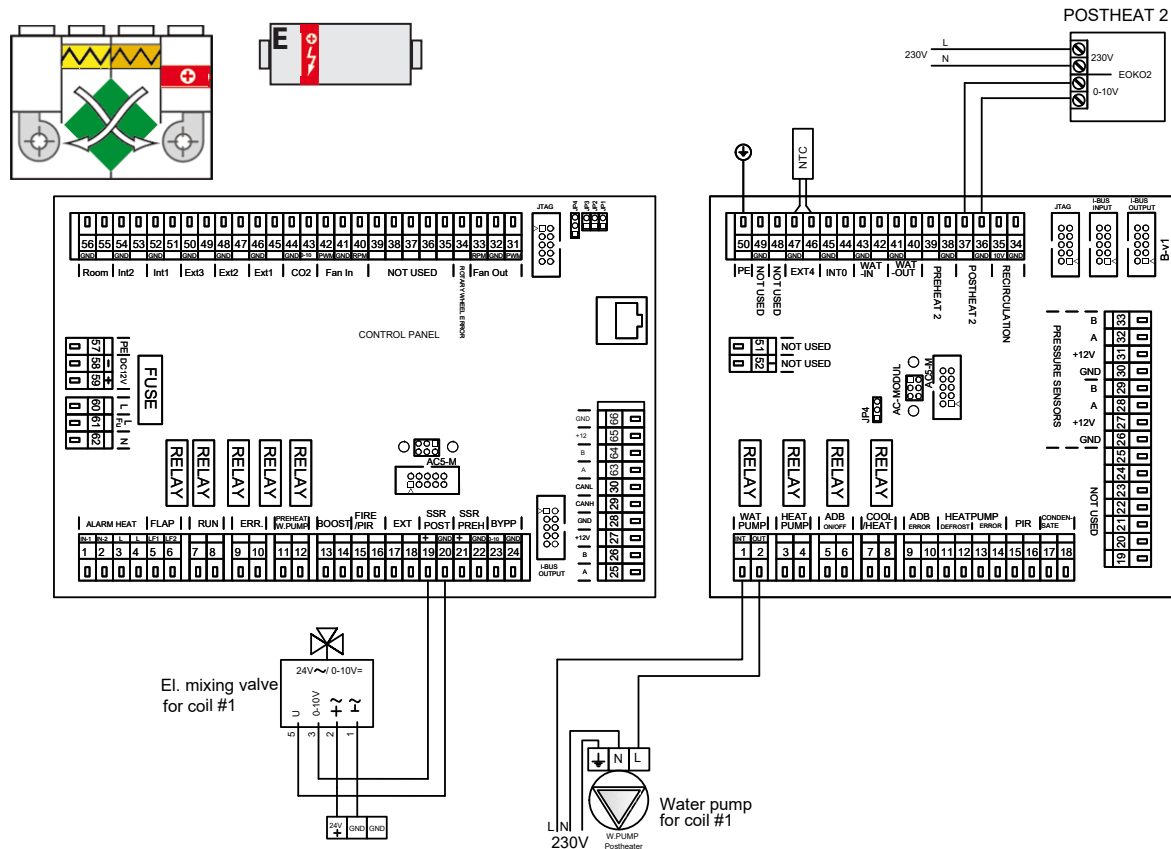 POSTHEAT 2
E
L
230V
N
230V
EOKO2
0-10V
NTC
JTAG
JP4
JP3
JP2
JP1
56 55 54 53 52 51 50 49 48 47 46 45 44 43 42 41 40 39 38 37 36 35 34 33 32 31
GND GND GND GND GND GND GND 0-10 PWM GND RPM RPM GND PWM
Room Int2 Int1 Ext3 Ext2 Ext1 CO2 Fan In NOT USED ROTARY WHEEL ERROR Fan Out
CONTROL PANEL
57 PE
58 - DC12V
59 +
60 L
61 L Fu
62 N
FUSE
RELAY RELAY RELAY RELAY RELAY
AC5-M
I-BUS OUTPUT
GND 66
+12 65
B 64
A 63
CANL 30
CANH 29
GND 28
+12V 27
B 26
A 25
ALARM HEAT FLAP RUN ERR. PREHEAT W.PUMP BOOST FIRE /PIR EXT SSR POST SSR PREH BYPP
IN-1 IN-2 L L LF1 LF2 + GND + GND 0-10 GND
1 2 3 4 5 6 7 8 9 10 11 12 13 14 15 16 17 18 19 20 21 22 23 24
JTAG
I-BUS INPUT
I-BUS OUTPUT
B-V1
50 49 48 47 46 45 44 43 42 41 40 39 38 37 36 35 34
GND GND GND GND GND GND GND 10V GND
PE NOT USED NOT USED EXT4 INT0 WAT -IN WAT -OUT PREHEAT 2 POSTHEAT 2 RECIRCULATION
51 NOT USED
52 NOT USED
AC-MODUL
AC5-M
JP4
PRESSURE SENSORS
B 33
A 32
+12V 31
GND 30
B 29
A 28
+12V 27
GND 26
25
24
23
22
21
20
19
NOT USED
RELAY RELAY RELAY RELAY
WAT PUMP HEAT PUMP ADB ON/OFF COOL /HEAT ADB ERROR HEATPUMP DEFROST ERROR PIR CONDEN- SATE
INT OUT
1 2 3 4 5 6 7 8 9 10 11 12 13 14 15 16 17 18
El. mixing valve
for coil #1
24V ~ / 0-10V=
U 0-10V
5 3 2 1
24V + GND GND
N L
L N
230V
W.PUMP
Postheater
Water pump
for coil #1